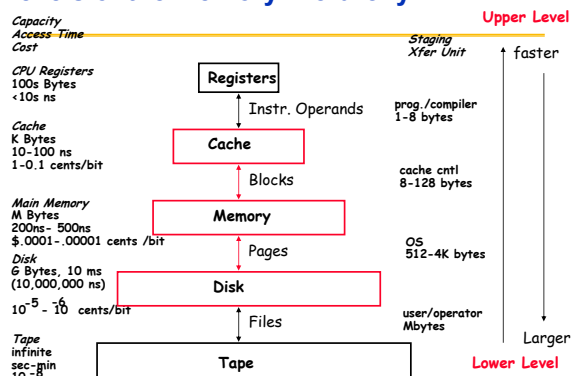 Upper Level
Capacity
Access Time
Cost
Staging
Xfer Unit
faster
CPU Registers
100s Bytes
<10s ns
Registers
Instr. Operands
prog./compiler
1-8 bytes
Cache
K Bytes
10-100 ns
1-0.1 cents/bit
Cache
Blocks
cache cntl
8-128 bytes
Main Memory
M Bytes
200ns- 500ns
$.0001-.00001 cents /bit
Memory
Pages
OS
512-4K bytes
Disk
G Bytes, 10 ms
(10,000,000 ns)
10-5 - 10-6 cents/bit
Disk
Files
user/operator
Mbytes
Tape
infinite
sec-min
Tape
Larger
Lower Level